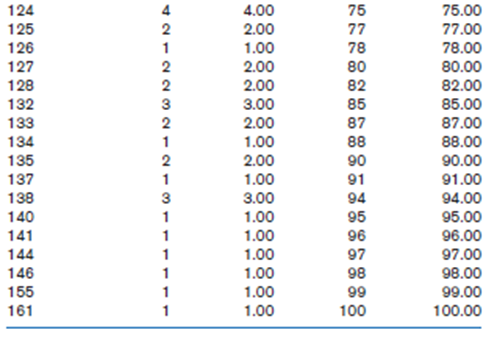 124 4 4.00 75 75.00
125 2 2.00 77 77.00
126 1 1.00 78 78.00
127 2 2.00 80 80.00
128 2 2.00 82 82.00
132 3 3.00 85 85.00
133 2 2.00 87 87.00
134 1 1.00 88 88.00
135 2 2.00 90 90.00
137 1 1.00 91 91.00
138 3 3.00 94 94.00
140 1 1.00 95 95.00
141 1 1.00 96 96.00
144 1 1.00 97 97.00
146 1 1.00 98 98.00
155 1 1.00 99 99.00
161 1 1.00 100 100.00